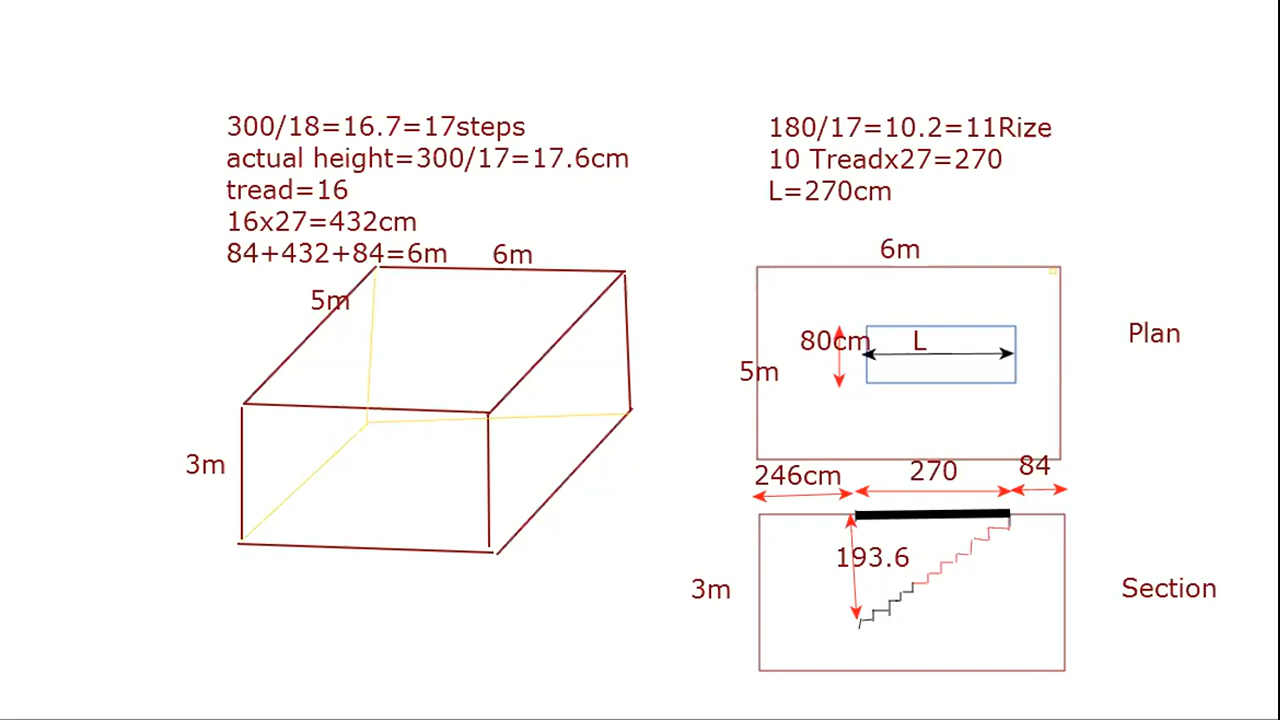 300/18=16.7=17steps
actual height=300/17=17.6cm
tread=16
16x27=432cm
84+432+84=6m
6m
5m
3m
180/17=10.2=11Rize
10 Treadx27=270
L=270cm
6m
80cm
L
5m
Plan
246cm
270
84
193.6
3m
Section